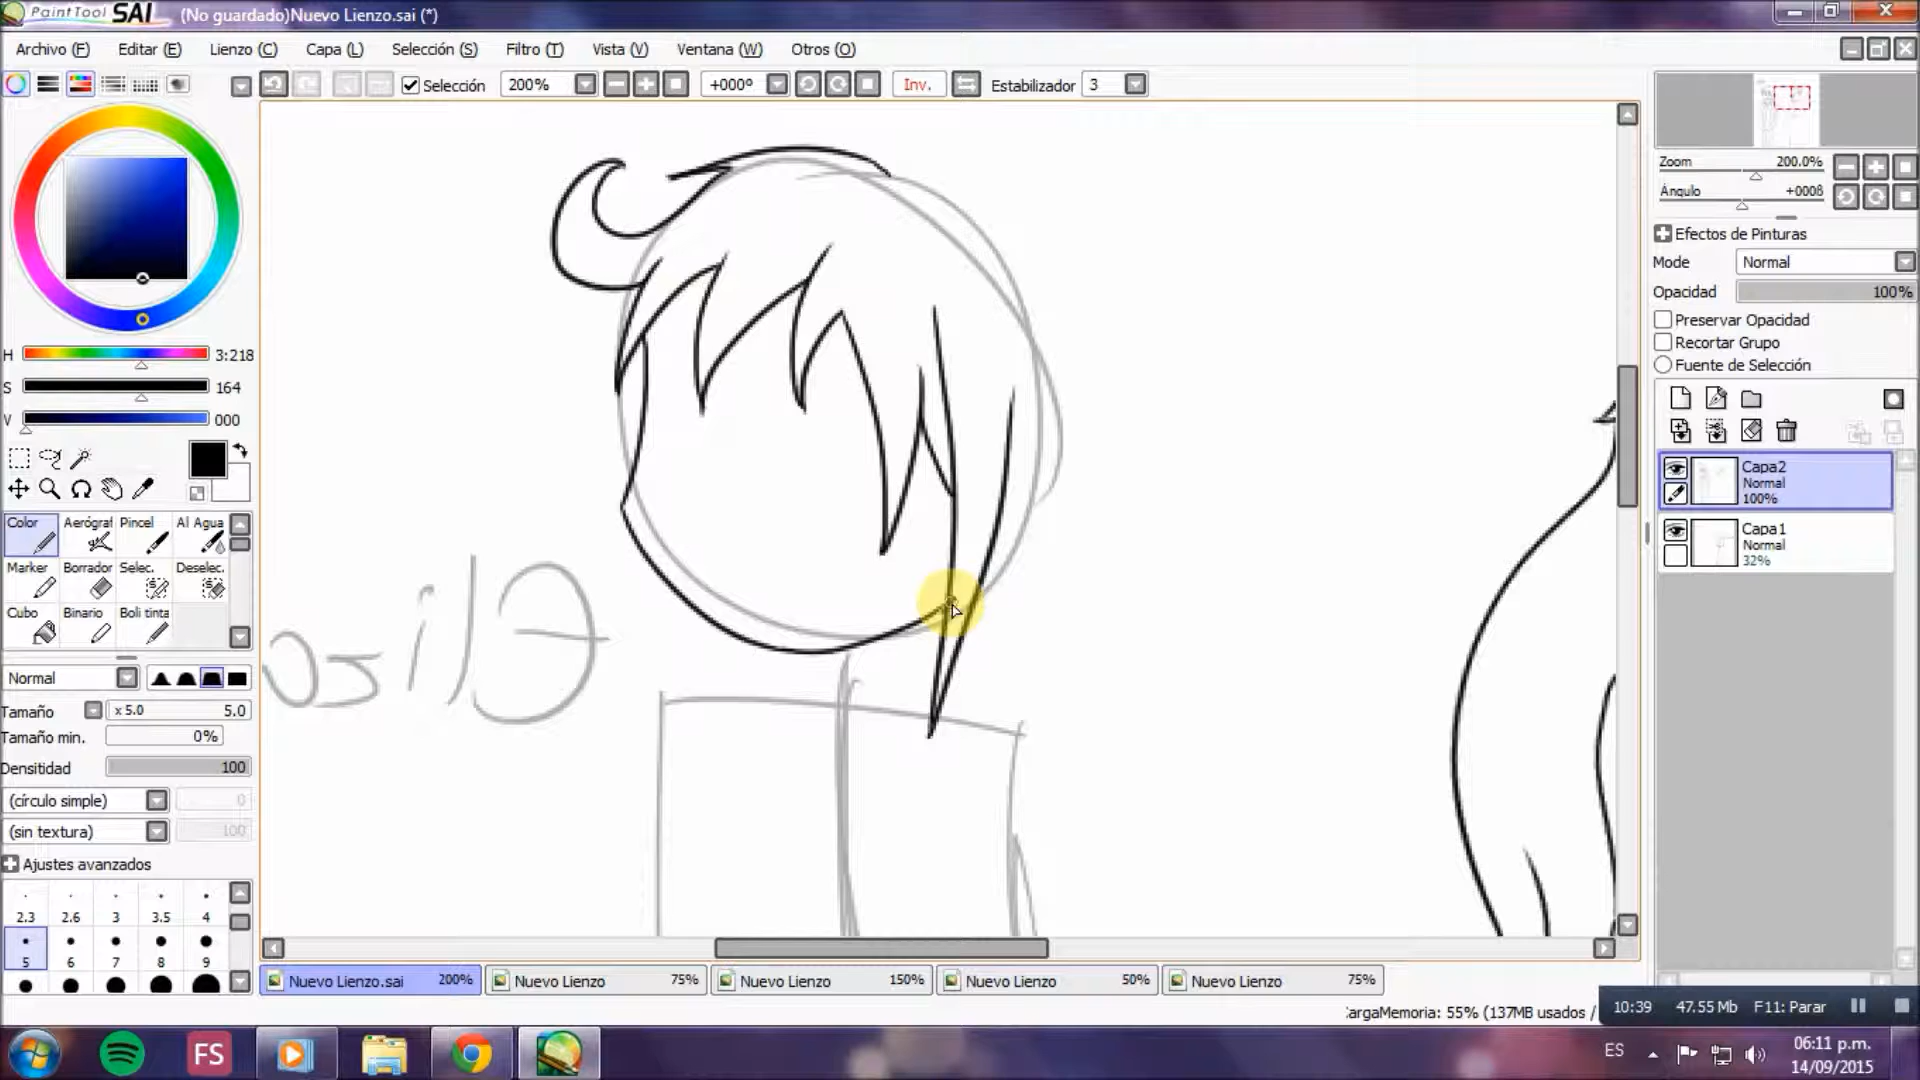 PaintTool SAI (No guardado)Nuevo Lienzo.sai (*)
Archivo (F) Editar (E) Lienzo (C) Capa (L) Selección (S) Filtro (T) Vista (V) Ventana (W) Otros (O)
Selección 200% +000º Inv. Estabilizador 3
Zoom 200.0%
Ángulo +000ß
Efectos de Pinturas
Mode Normal
Opacidad 100%
Preservar Opacidad
Recortar Grupo
Fuente de Selección
Capa2
Normal
100%
Capa1
Normal
32%
H 3:218
S 164
V 000
Color Aerógraf Pincel Al Agua
Marker Borrador Selec. Deselec.
Cubo Binario Boli tinta
Normal
Tamaño x 5.0 5.0
Tamaño min. 0%
Densitidad 100
(círculo simple) 0
(sin textura) 100
Ajustes avanzados
2.3 2.6 3 3.5 4
5 6 7 8 9
Nuevo Lienzo.sai 200% Nuevo Lienzo 75% Nuevo Lienzo 150% Nuevo Lienzo 50% Nuevo Lienzo 75%
CargaMemoria: 55% (137MB usados /
10:39 47.55 Mb F11: Parar
FS
ES 06:11 p.m.
14/09/2015